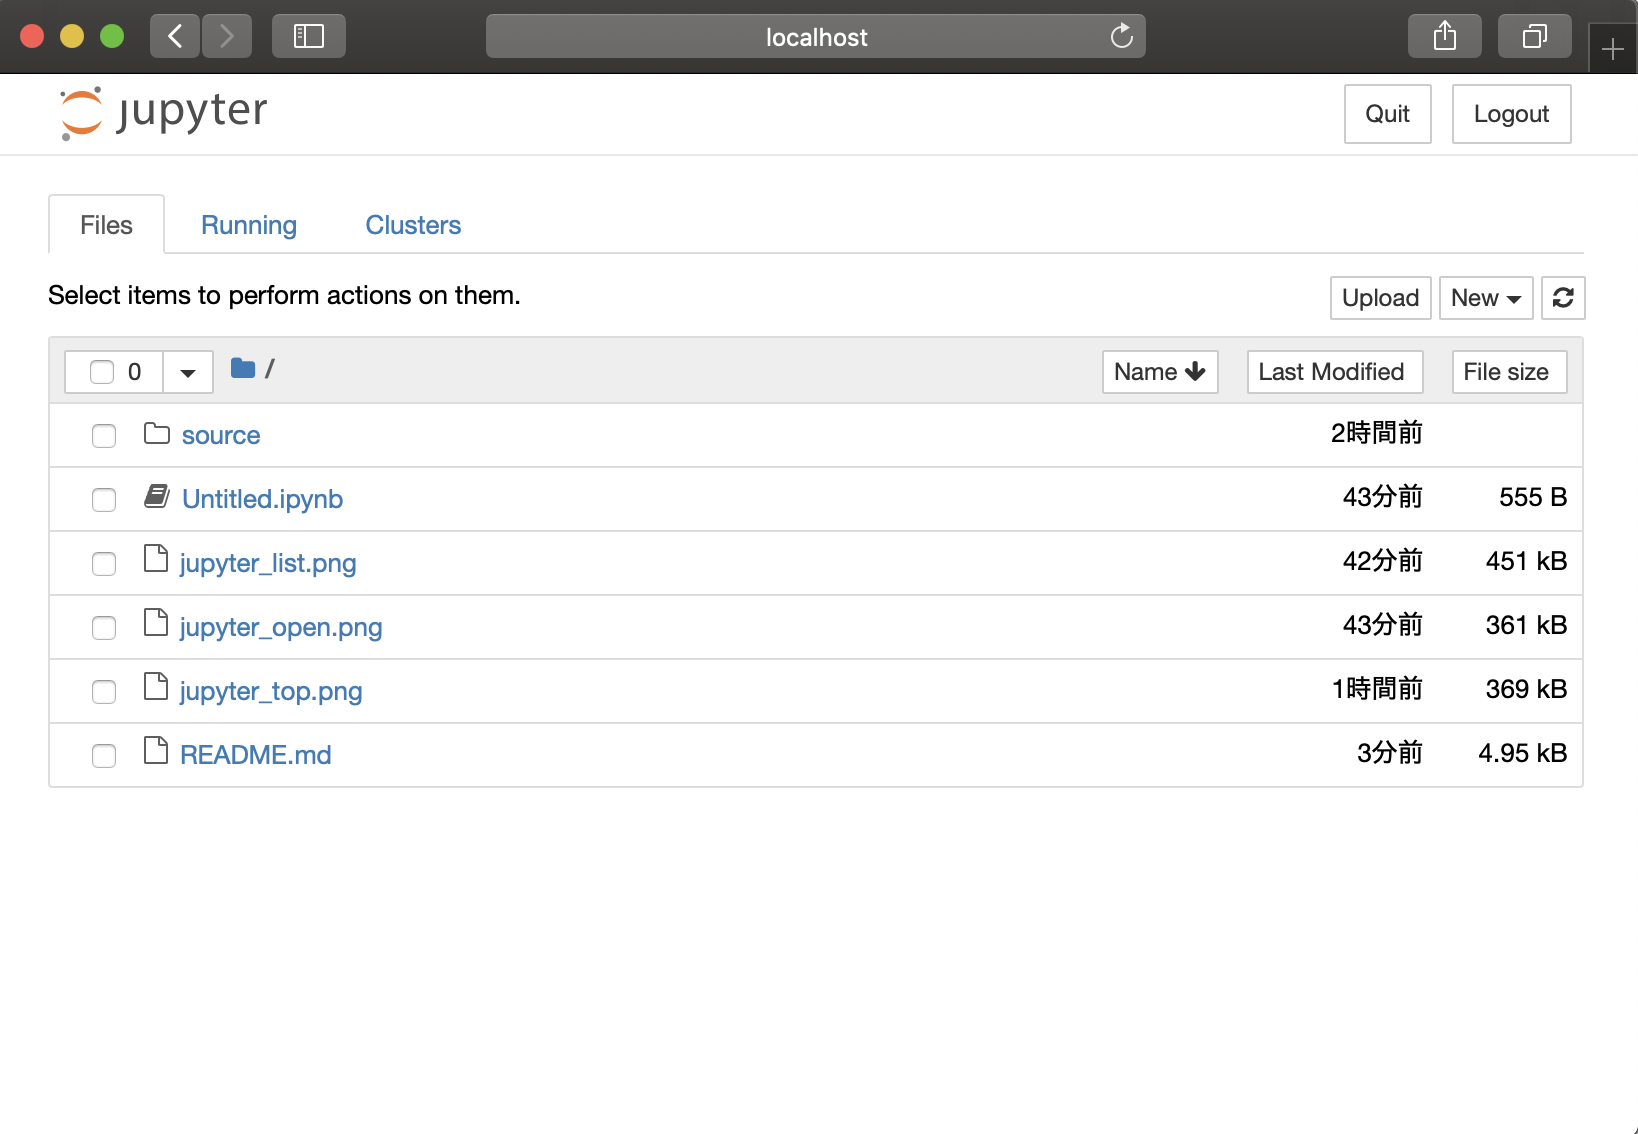 localhost
jupyter
Quit Logout
Files Running Clusters
Select items to perform actions on them.
Upload New
0 / Name Last Modified File size
source 2時間前
Untitled.ipynb 43分前 555 B
jupyter_list.png 42分前 451 kB
jupyter_open.png 43分前 361 kB
jupyter_top.png 1時間前 369 kB
README.md 3分前 4.95 kB